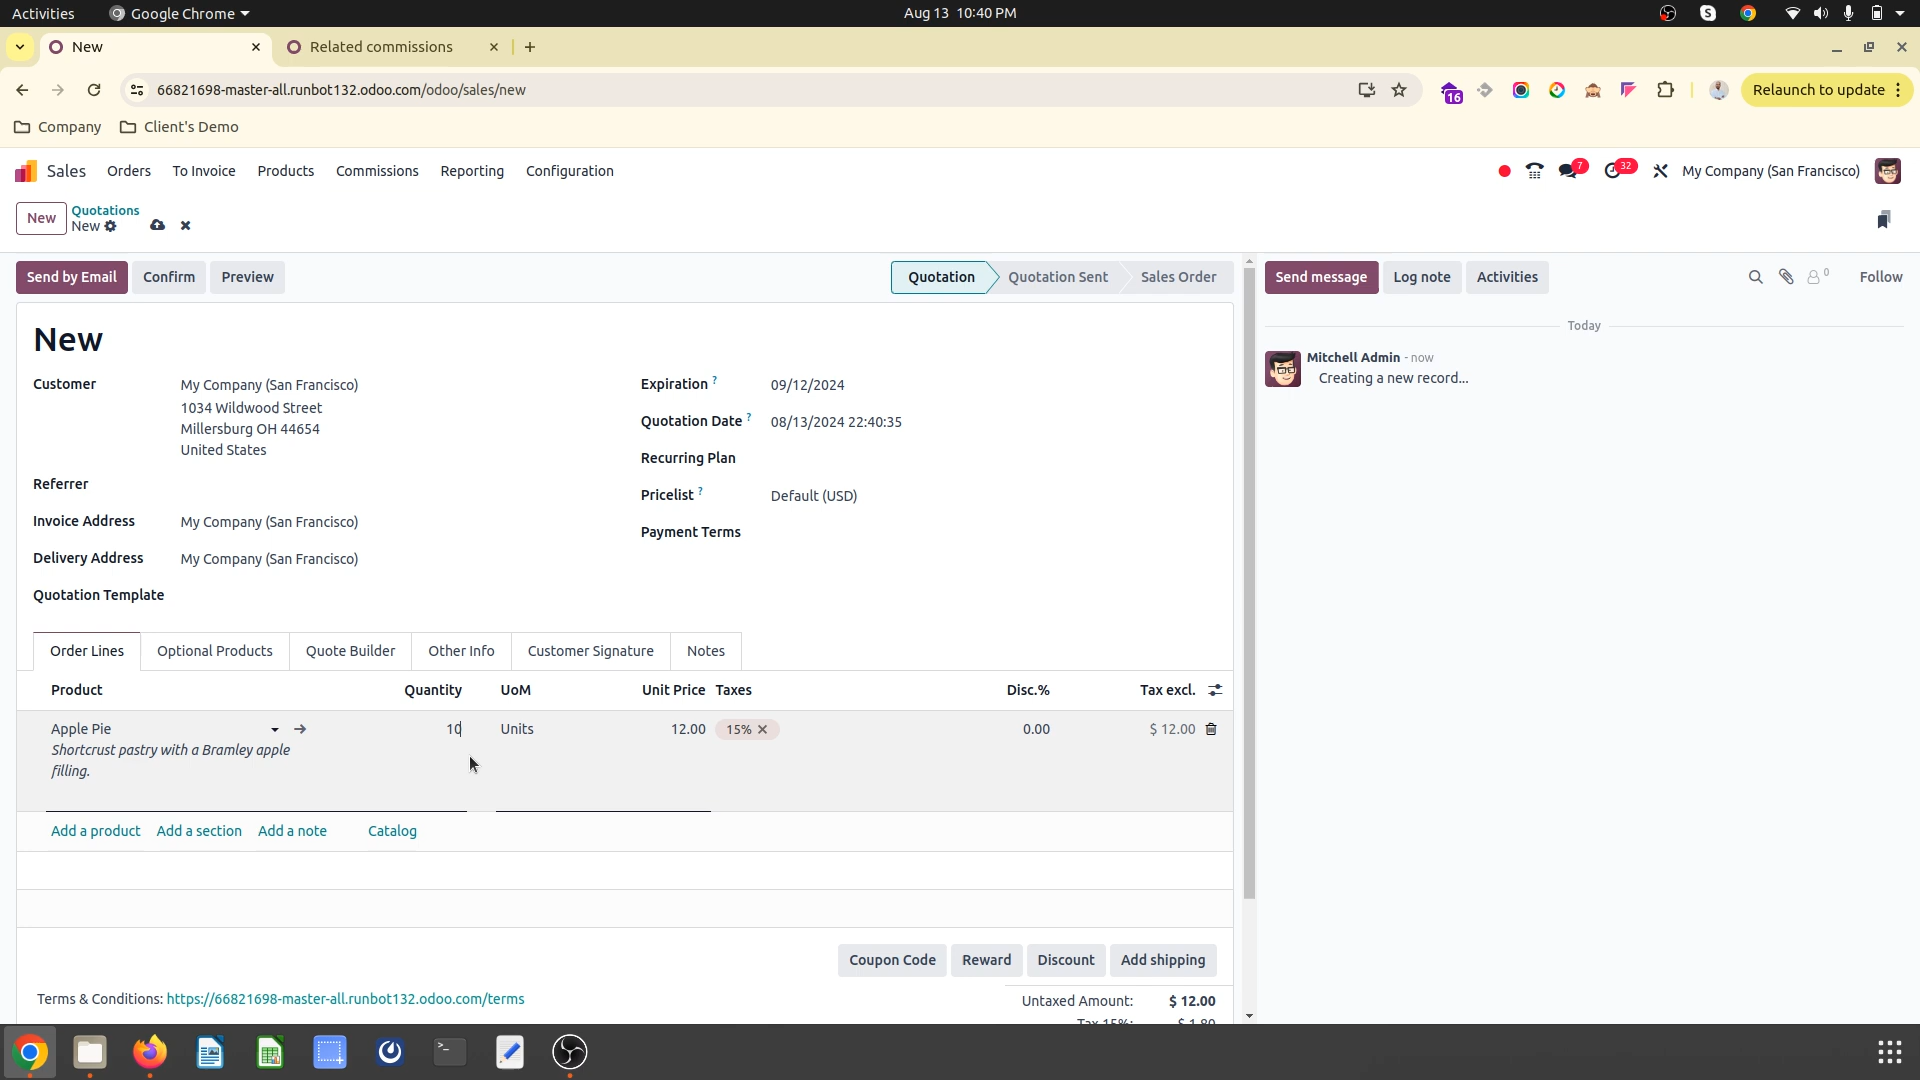 Activities Google Chrome Aug 13 10:40 PM
New Related commissions
66821698-master-all.runbot132.odoo.com/odoo/sales/new 16 Relaunch to update
Company Client's Demo
Sales Orders To Invoice Products Commissions Reporting Configuration 7 32 My Company (San Francisco)
New Quotations
New
Send by Email Confirm Preview Quotation Quotation Sent Sales Order Send message Log note Activities 0 Follow
New
Today
Mitchell Admin - now
Creating a new record...
Customer My Company (San Francisco)
1034 Wildwood Street
Millersburg OH 44654
United States
Referrer
Invoice Address My Company (San Francisco)
Delivery Address My Company (San Francisco)
Quotation Template
Expiration ? 09/12/2024
Quotation Date ? 08/13/2024 22:40:35
Recurring Plan
Pricelist ? Default (USD)
Payment Terms
Order Lines Optional Products Quote Builder Other Info Customer Signature Notes
Product Quantity UoM Unit Price Taxes Disc.% Tax excl.
Apple Pie 10 Units 12.00 15% 0.00 $ 12.00
Shortcrust pastry with a Bramley apple
filling.
Add a product Add a section Add a note Catalog
Coupon Code Reward Discount Add shipping
Terms & Conditions: https://66821698-master-all.runbot132.odoo.com/terms
Untaxed Amount: $ 12.00
Tax 15%: $ 1.80